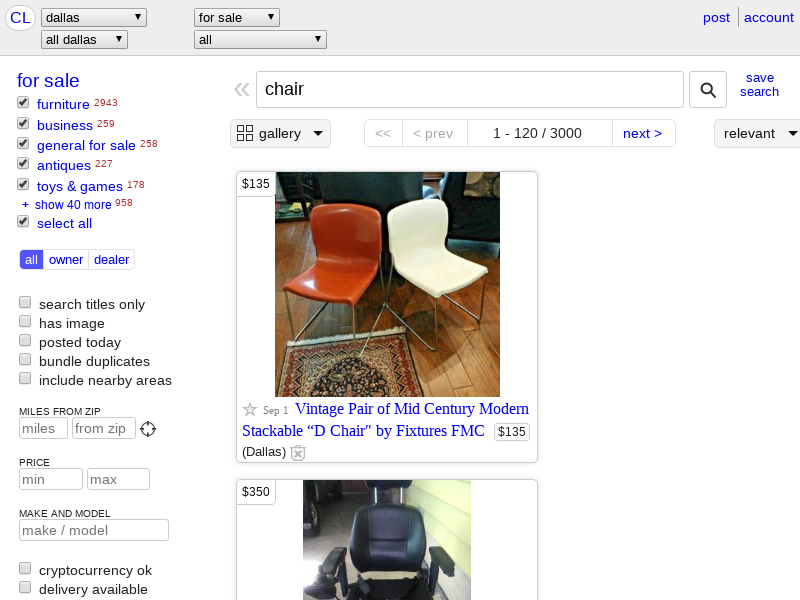 CL dallas for sale post account
all dallas all
for sale
furniture 2943
business 259
general for sale 258
antiques 227
toys & games 178
+ show 40 more 958
select all
all owner dealer
search titles only
has image
posted today
bundle duplicates
include nearby areas
MILES FROM ZIP
miles from zip
PRICE
min max
MAKE AND MODEL
make / model
cryptocurrency ok
delivery available
« chair
save
search
gallery << < prev 1 - 120 / 3000 next > relevant
$135
Sep 1 Vintage Pair of Mid Century Modern
Stackable “D Chair" by Fixtures FMC $135
(Dallas)
$350